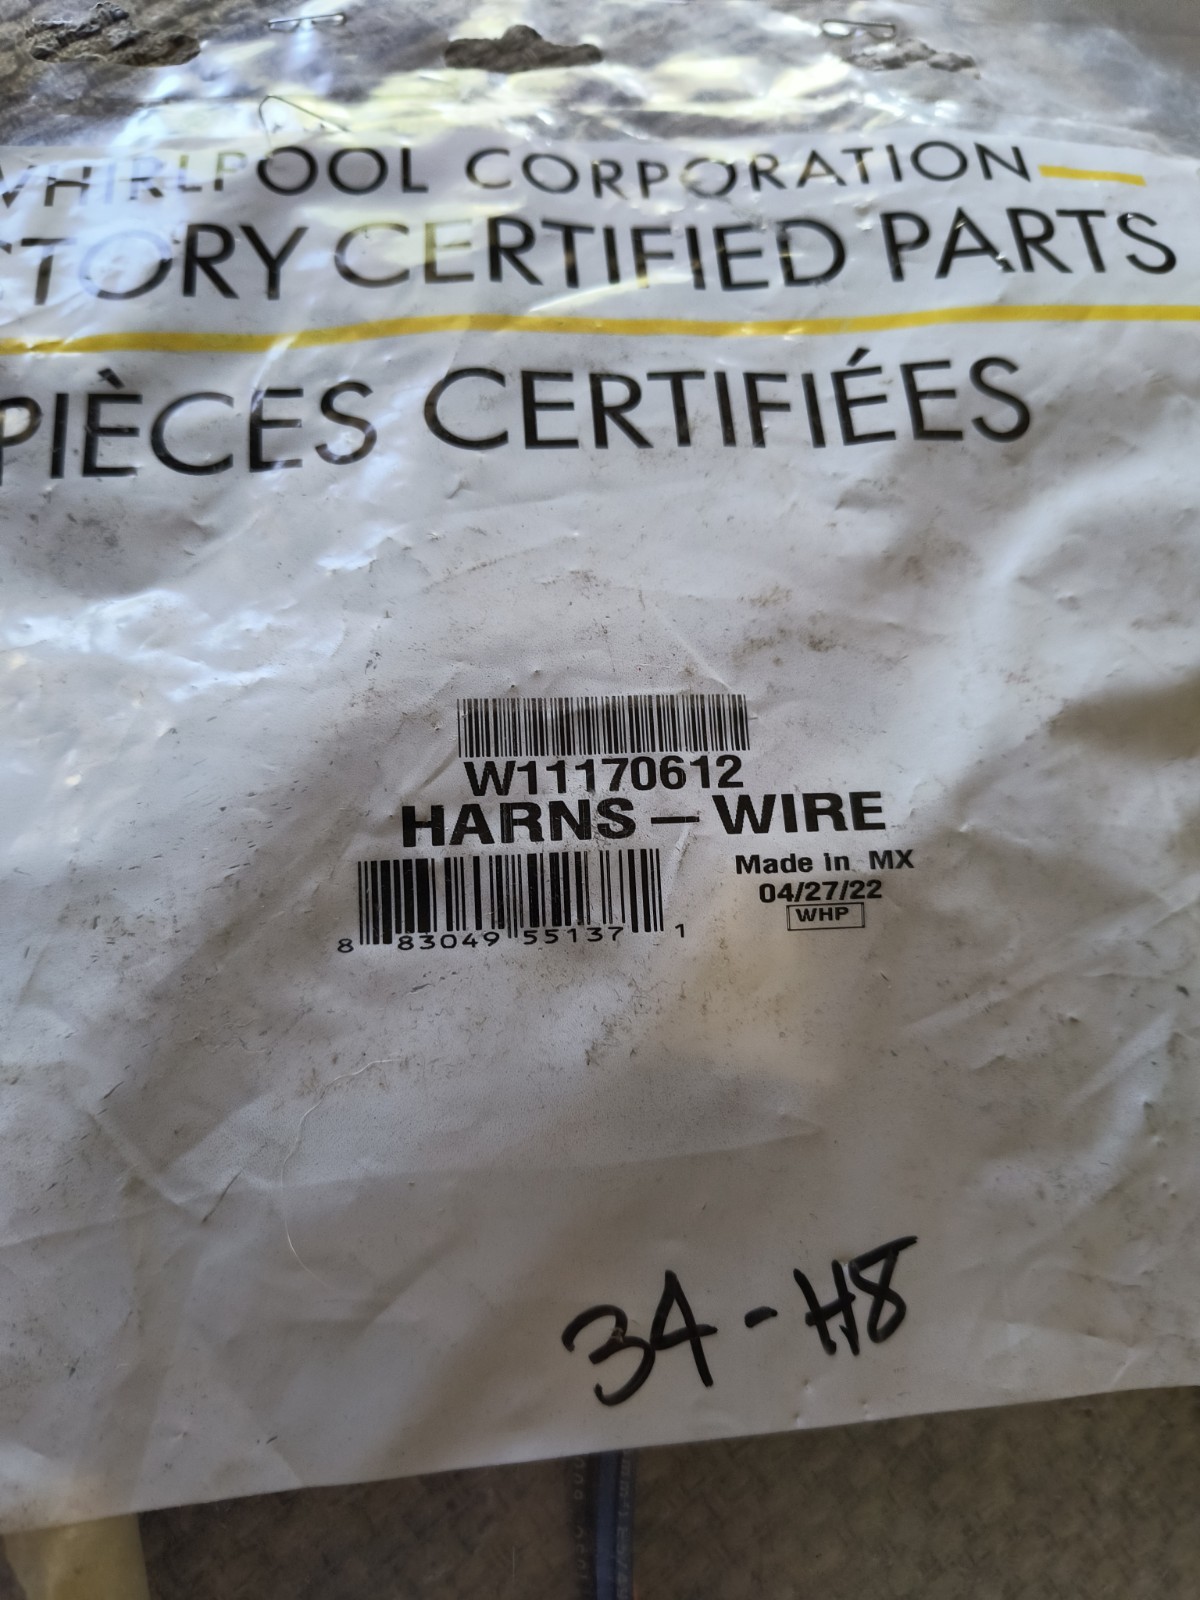 WHIRLPOOL CORPORATION
CTORY CERTIFIED PARTS
PIÈCES CERTIFIÉES
W11170612
HARNS – WIRE
Made in MX
04/27/22
WHP
8 83049 55137 1
34-H8